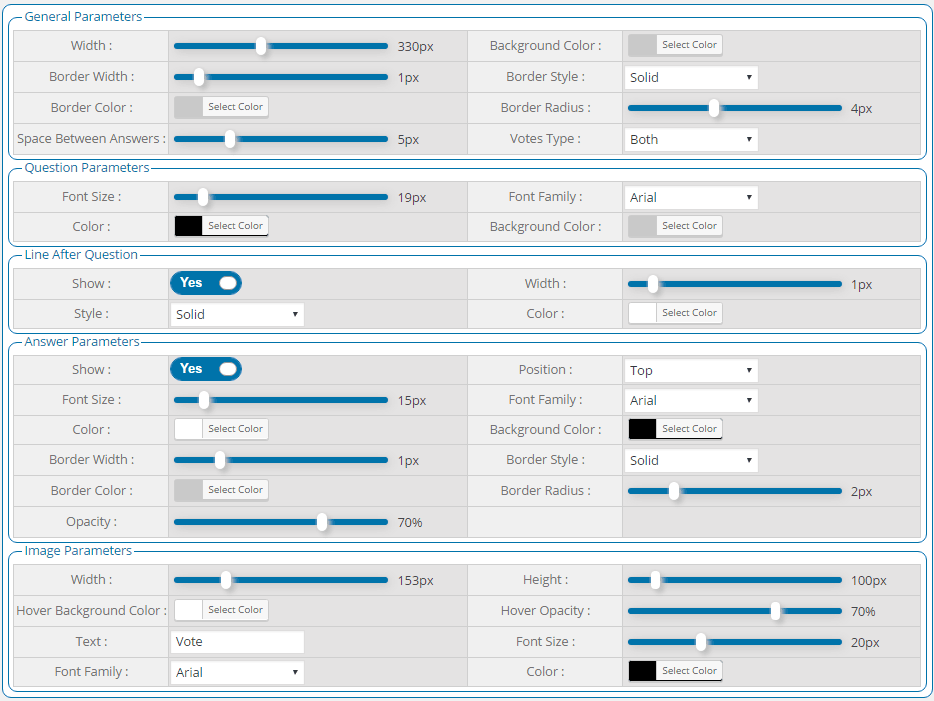 General Parameters
Width : 330px Background Color : Select Color
Border Width : 1px Border Style : Solid
Border Color : Select Color Border Radius : 4px
Space Between Answers : 5px Votes Type : Both
Question Parameters
Font Size : 19px Font Family : Arial
Color : Select Color Background Color : Select Color
Line After Question
Show : Yes Width : 1px
Style : Solid Color : Select Color
Answer Parameters
Show : Yes Position : Top
Font Size : 15px Font Family : Arial
Color : Select Color Background Color : Select Color
Border Width : 1px Border Style : Solid
Border Color : Select Color Border Radius : 2px
Opacity : 70%
Image Parameters
Width : 153px Height : 100px
Hover Background Color : Select Color Hover Opacity : 70%
Text : Vote Font Size : 20px
Font Family : Arial Color : Select Color